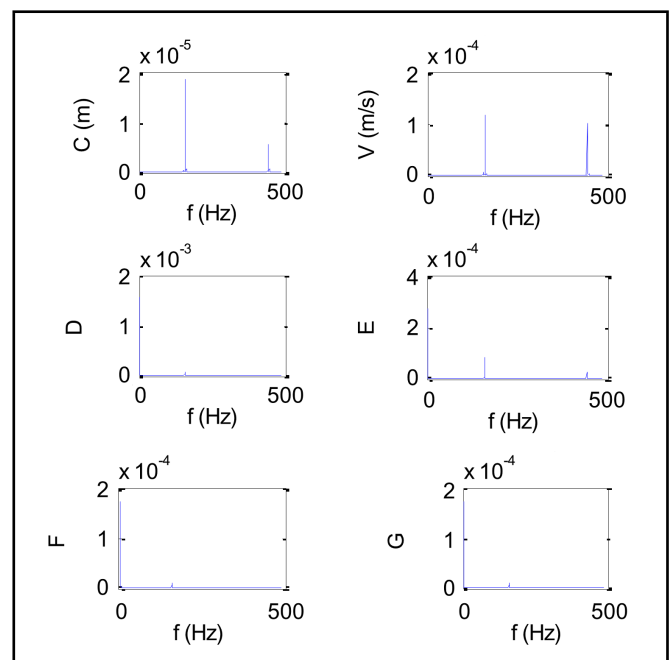 x 10^-5
2
1
0
C (m)
0 500
f (Hz)
x 10^-4
2
1
0
V (m/s)
0 500
f (Hz)
x 10^-3
2
1
0
D
0 500
f (Hz)
x 10^-4
4
2
0
E
0 500
f (Hz)
x 10^-4
2
1
0
F
0 500
f (Hz)
x 10^-4
2
1
0
G
0 500
f (Hz)